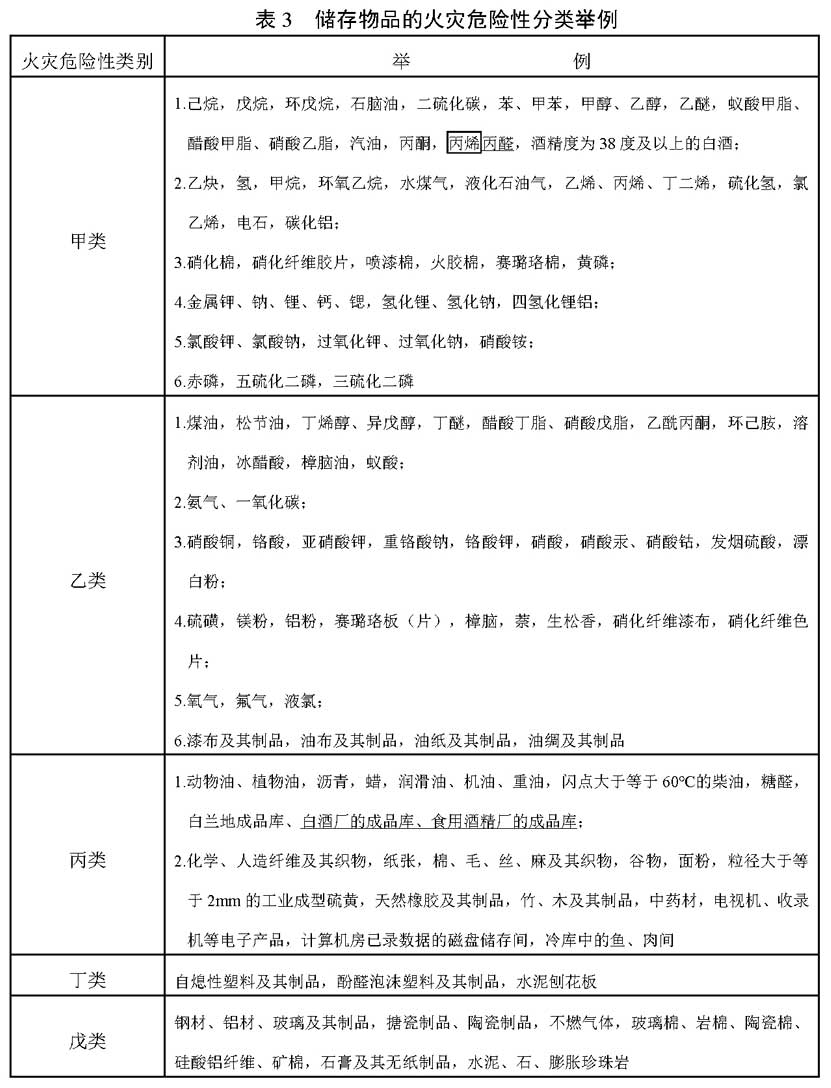 表 3 储存物品的火灾危险性分类举例
火灾危险性类别 举 例
甲类
1.己烷，戊烷，环戊烷，石脑油，二硫化碳，苯、甲苯，甲醇、乙醇，乙醚，蚁酸甲脂、
醋酸甲脂、硝酸乙脂，汽油，丙酮，丙烯丙醛，酒精度为 38 度及以上的白酒；
2.乙炔，氢，甲烷，环氧乙烷，水煤气，液化石油气，乙烯、丙烯、丁二烯，硫化氢，氯
乙烯，电石，碳化铝；
3.硝化棉，硝化纤维胶片，喷漆棉，火胶棉，赛璐珞棉，黄磷；
4.金属钾、钠、锂、钙、锶，氢化锂、氢化钠，四氢化锂铝；
5.氯酸钾、氯酸钠，过氧化钾、过氧化钠，硝酸铵；
6.赤磷，五硫化二磷，三硫化二磷
乙类
1.煤油，松节油，丁烯醇、异戊醇，丁醚，醋酸丁脂、硝酸戊脂，乙酰丙酮，环己胺，溶
剂油，冰醋酸，樟脑油，蚁酸；
2.氨气、一氧化碳；
3.硝酸铜，铬酸，亚硝酸钾，重铬酸钠，铬酸钾，硝酸，硝酸汞、硝酸钴，发烟硫酸，漂
白粉；
4.硫磺，镁粉，铝粉，赛璐珞板（片），樟脑，萘，生松香，硝化纤维漆布，硝化纤维色
片；
5.氧气，氟气，液氯；
6.漆布及其制品，油布及其制品，油纸及其制品，油绸及其制品
丙类
1.动物油、植物油，沥青，蜡，润滑油、机油、重油，闪点大于等于 60℃的柴油，糖醛，
白兰地成品库、白酒厂的成品库、食用酒精厂的成品库；
2.化学、人造纤维及其织物，纸张，棉、毛、丝、麻及其织物，谷物，面粉，粒径大于等
于 2mm 的工业成型硫黄，天然橡胶及其制品，竹、木及其制品，中药材，电视机、收录
机等电子产品，计算机房已录数据的磁盘储存间，冷库中的鱼、肉间
丁类
自熄性塑料及其制品，酚醛泡沫塑料及其制品，水泥刨花板
戊类
钢材、铝材、玻璃及其制品，搪瓷制品、陶瓷制品，不燃气体，玻璃棉、岩棉、陶瓷棉、
硅酸铝纤维、矿棉，石膏及其无纸制品，水泥、石、膨胀珍珠岩